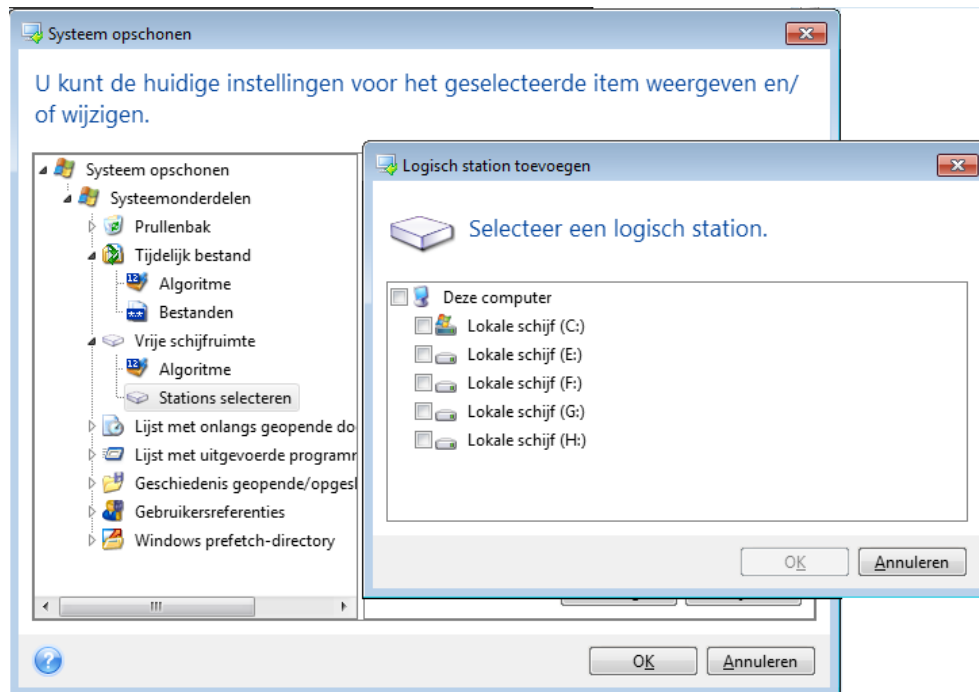 Systeem opschonen
U kunt de huidige instellingen voor het geselecteerde item weergeven en/
of wijzigen.
Systeem opschonen
Systeemonderdelen
Prullenbak
Tijdelijk bestand
Algoritme
Bestanden
Vrije schijfruimte
Algoritme
Stations selecteren
Lijst met onlangs geopende do
Lijst met uitgevoerde
Geschiedenis
Gebruikersreferenties
Windows prefetch-directory
Logisch station toevoegen
Selecteer een logisch station.
Deze computer
Lokale schijf (C:)
Lokale schijf (E:)
Lokale schijf (F:)
Lokale schijf (G:)
Lokale schijf (H:)
OK
Annuleren
OK
Annuleren